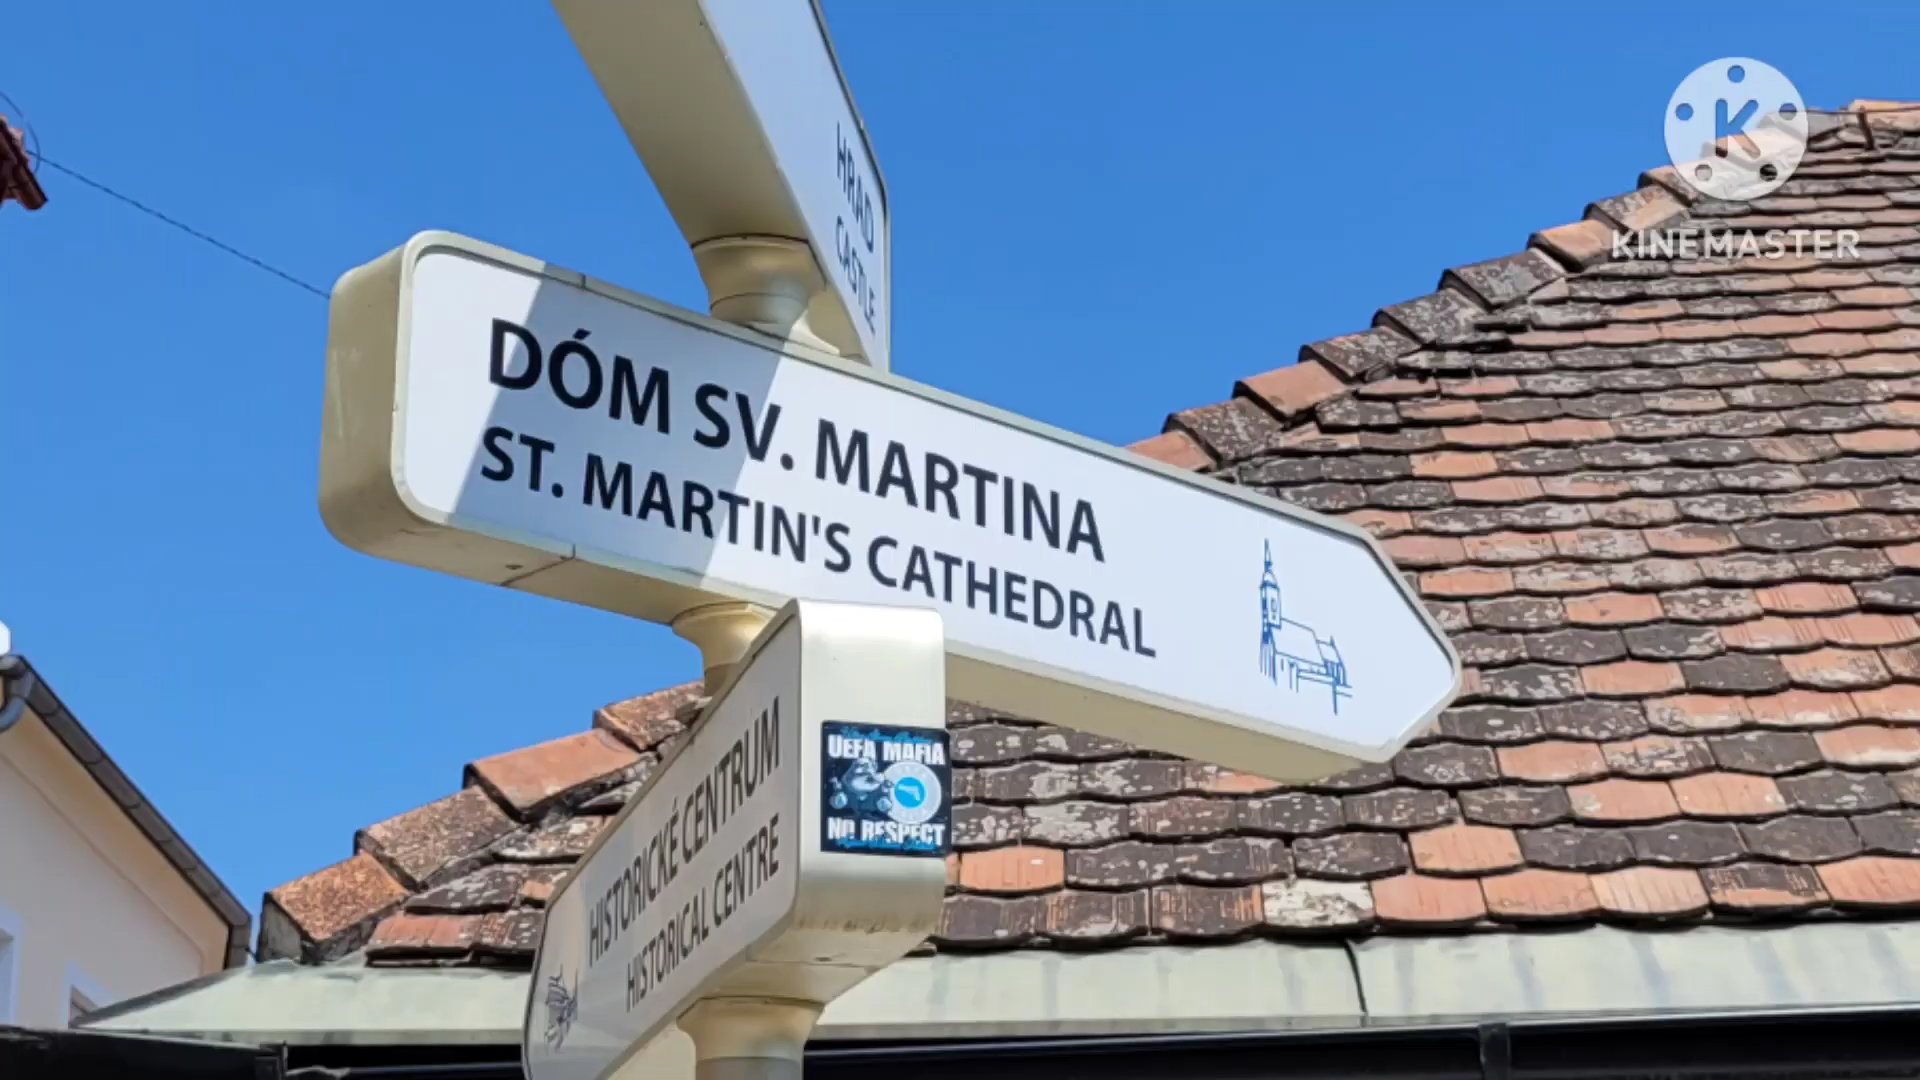 HRAD
CASTLE
DÓM SV. MARTINA
ST. MARTIN'S CATHEDRAL
HISTORICKÉ CENTRUM
HISTORICAL CENTRE
UEFA MAFIA
NO RESPECT
K
KINEMASTER